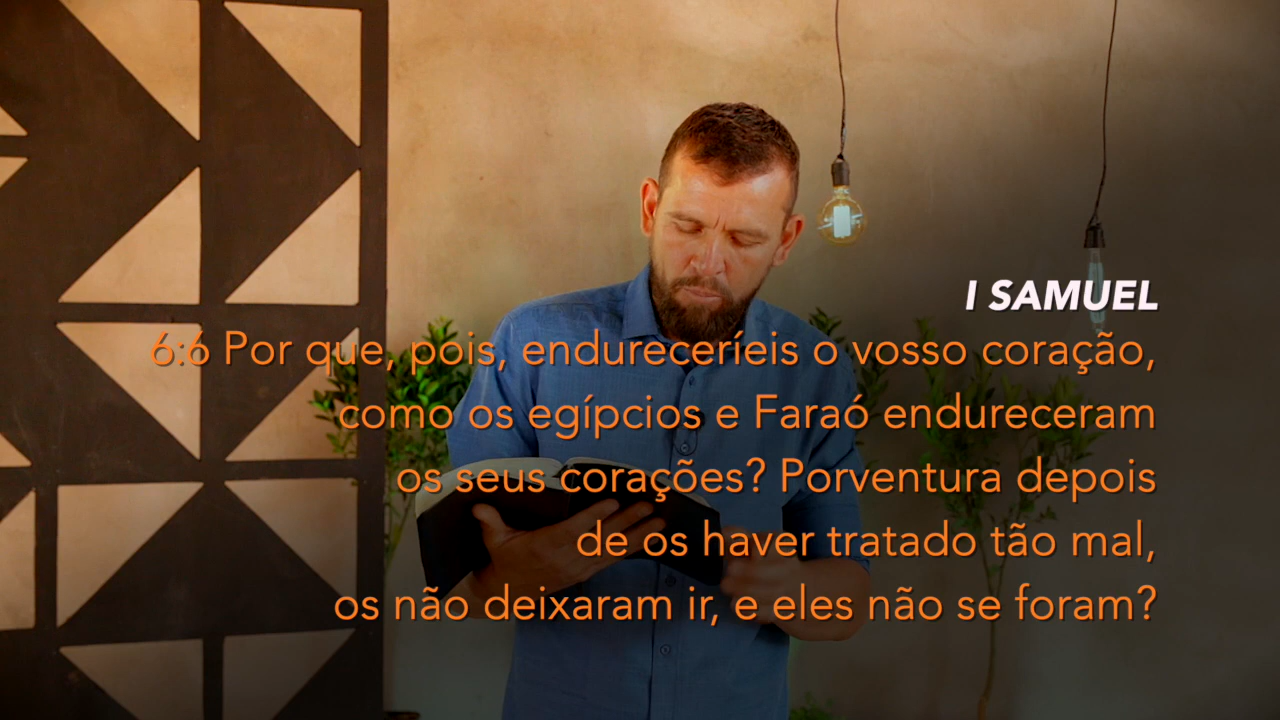 I SAMUEL
6:6 Por que, pois, endureceríeis o vosso coração,
como os egípcios e Faraó endureceram
os seus corações? Porventura depois
de os haver tratado tão mal,
os não deixaram ir, e eles não se foram?